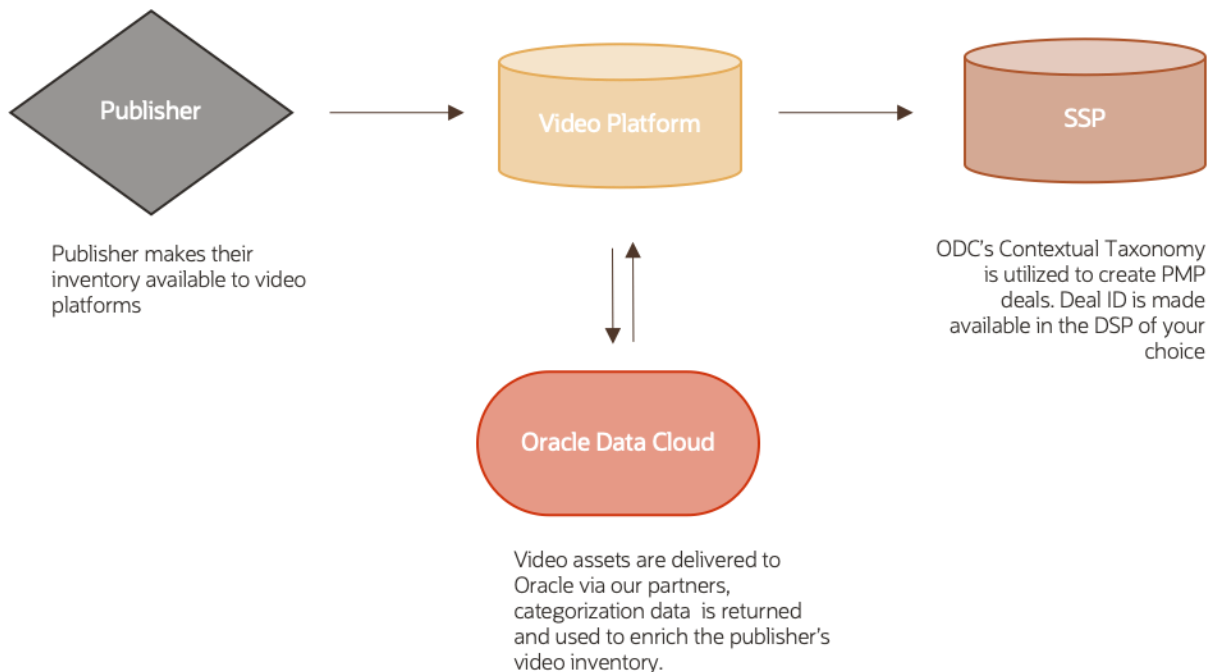 Publisher
Video Platform
SSP
Publisher makes their
inventory available to video
platforms
ODC's Contextual Taxonomy
is utilized to create PMP
deals. Deal ID is made
available in the DSP of your
choice
Oracle Data Cloud
Video assets are delivered to
Oracle via our partners,
categorization data  is returned
and used to enrich the publisher's
video inventory.